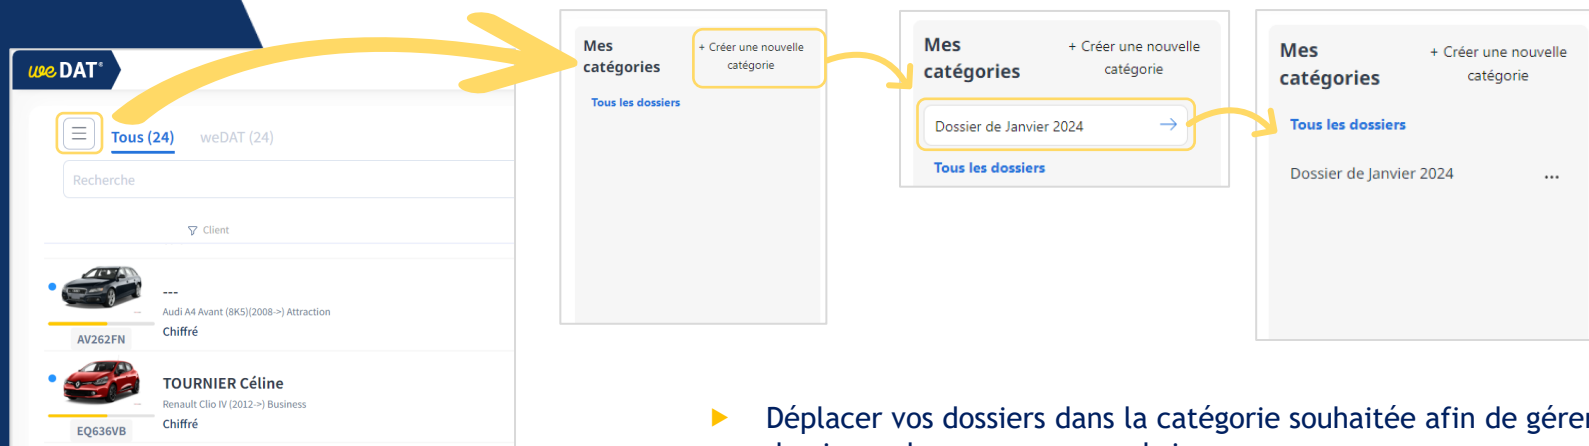 weDAT®
Tous (24) weDAT (24)
Recherche
Client
---
Audi A4 Avant (8K5)(2008->) Attraction
Chiffré
AV262FN
TOURNIER Céline
Renault Clio IV (2012->) Business
Chiffré
EQ636VB
Mes
catégories
+ Créer une nouvelle
catégorie
Tous les dossiers
Mes
catégories
+ Créer une nouvelle
catégorie
Dossier de Janvier 2024
Tous les dossiers
Mes
catégories
+ Créer une nouvelle
catégorie
Tous les dossiers
Dossier de Janvier 2024 ...
Déplacer vos dossiers dans la catégorie souhaitée afin de gérer